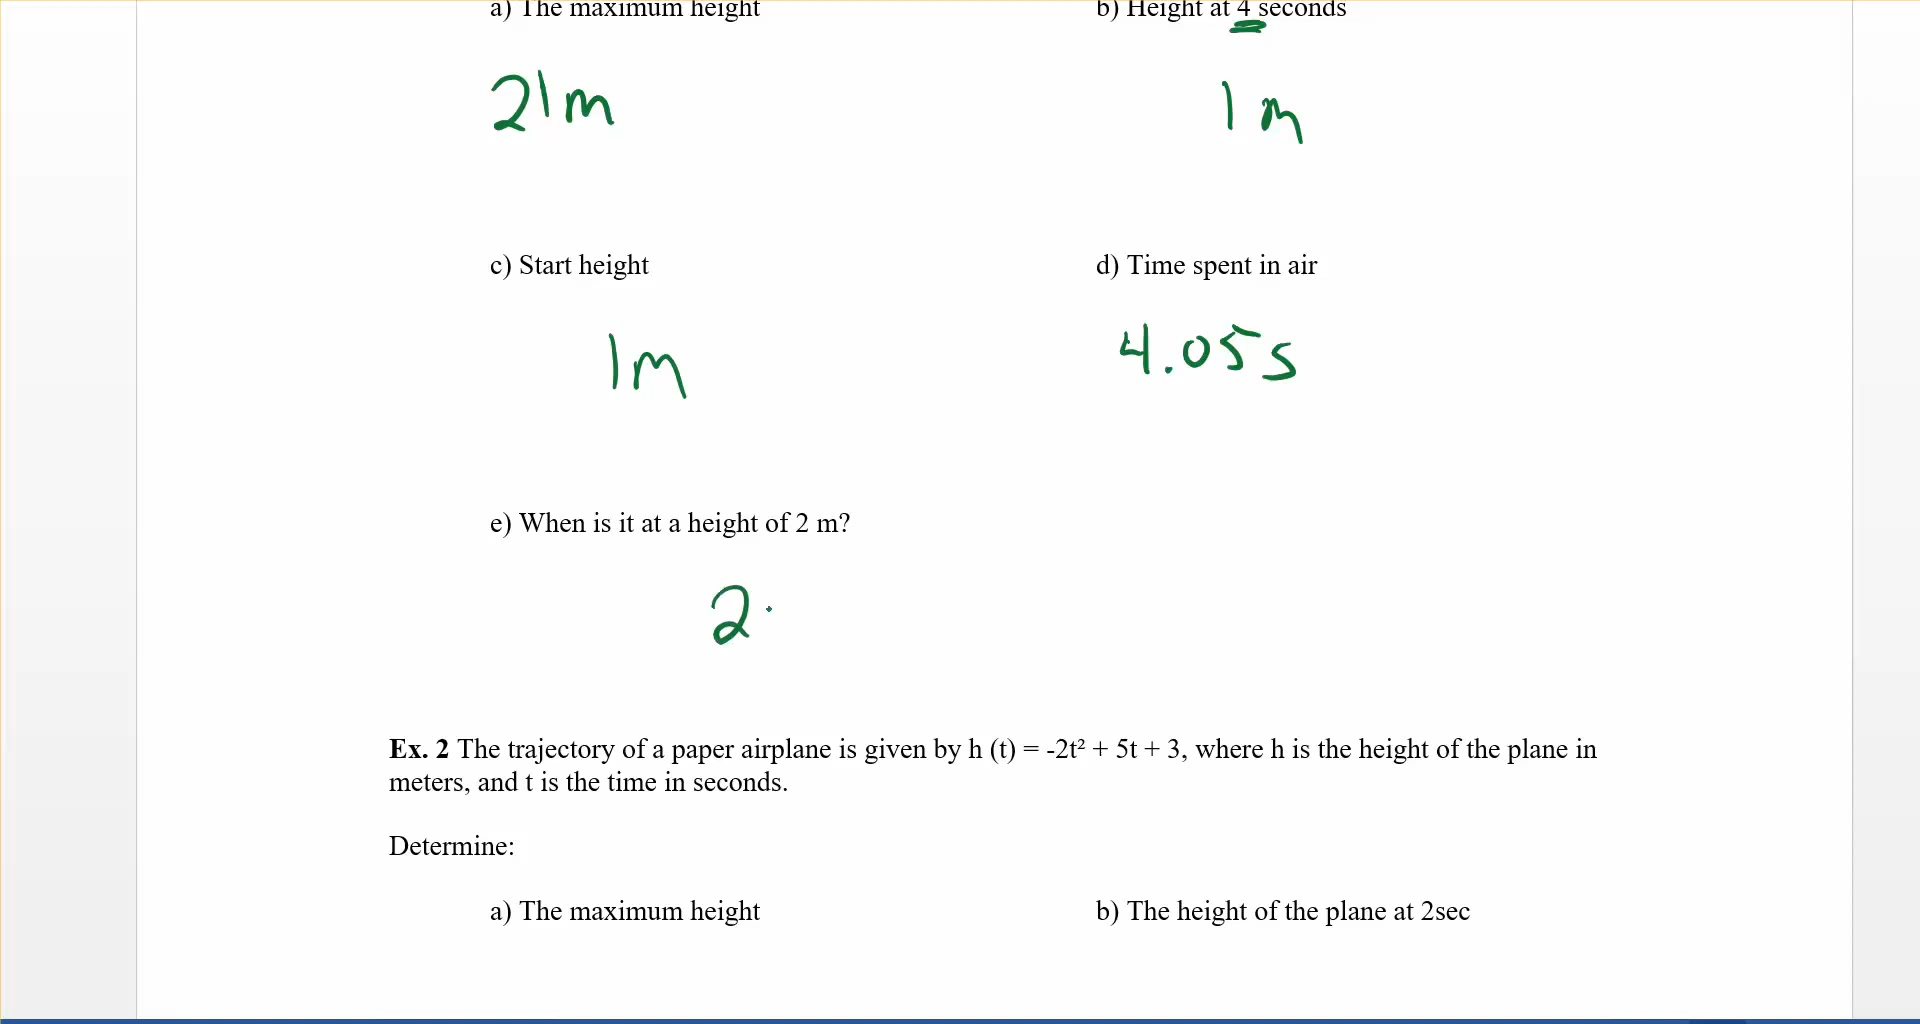 a) The maximum height
b) Height at 4 seconds
21m
1m
c) Start height
d) Time spent in air
1m
4.05s
e) When is it at a height of 2 m?
2.
Ex. 2 The trajectory of a paper airplane is given by h (t) = -2t² + 5t + 3, where h is the height of the plane in
meters, and t is the time in seconds.
Determine:
a) The maximum height
b) The height of the plane at 2sec